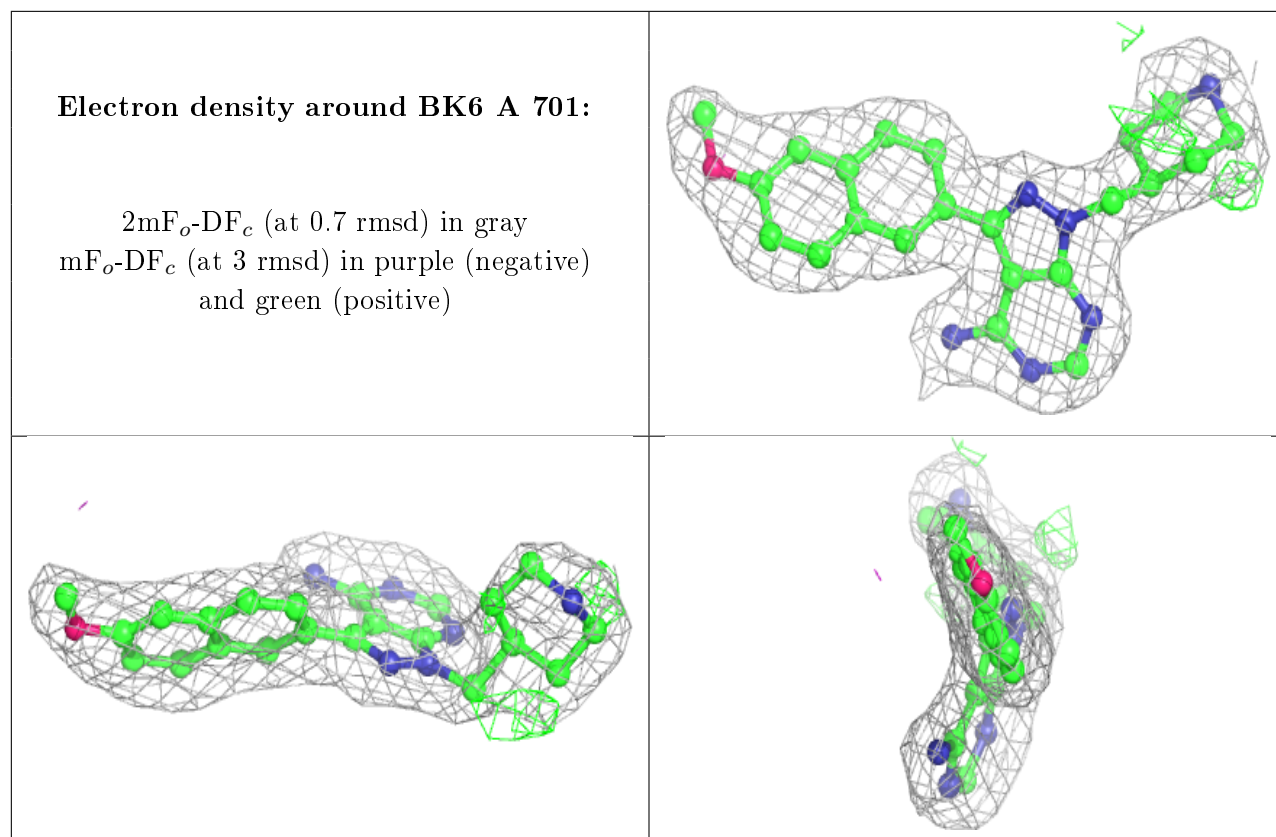 Electron density around BK6 A 701:
2mFₒ-DF𝒸 (at 0.7 rmsd) in gray
mFₒ-DF𝒸 (at 3 rmsd) in purple (negative)
and green (positive)